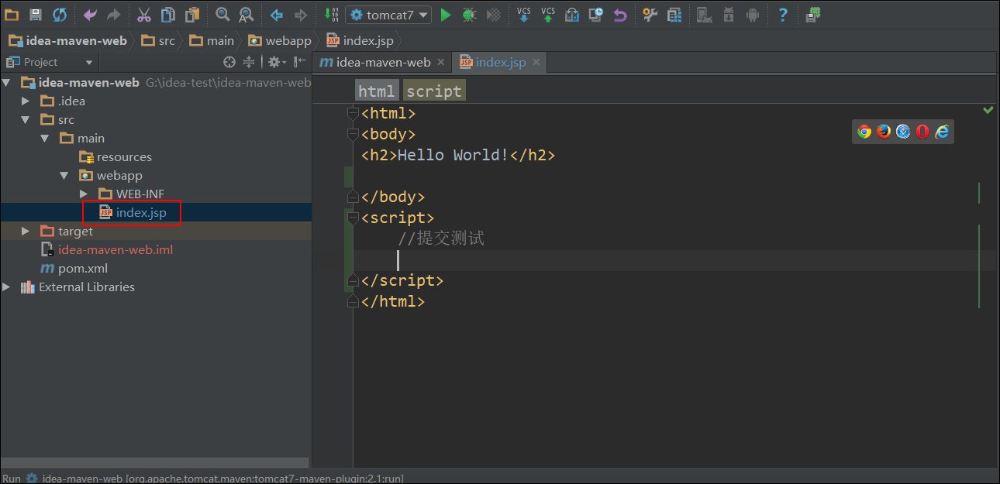 tomcat7 VCS VCS ?
idea-maven-web src main webapp index.jsp
Project
m idea-maven-web index.jsp
idea-maven-web G:\idea-test\idea-maven-web
.idea
src
main
resources
webapp
WEB-INF
index.jsp
target
idea-maven-web.iml
m pom.xml
External Libraries
html script
<html>
<body>
<h2>Hello World!</h2>
</body>
<script>
//提交测试
</script>
</html>
Run idea-maven-web [org.apache.tomcat.maven:tomcat7-maven-plugin:2.1:run]